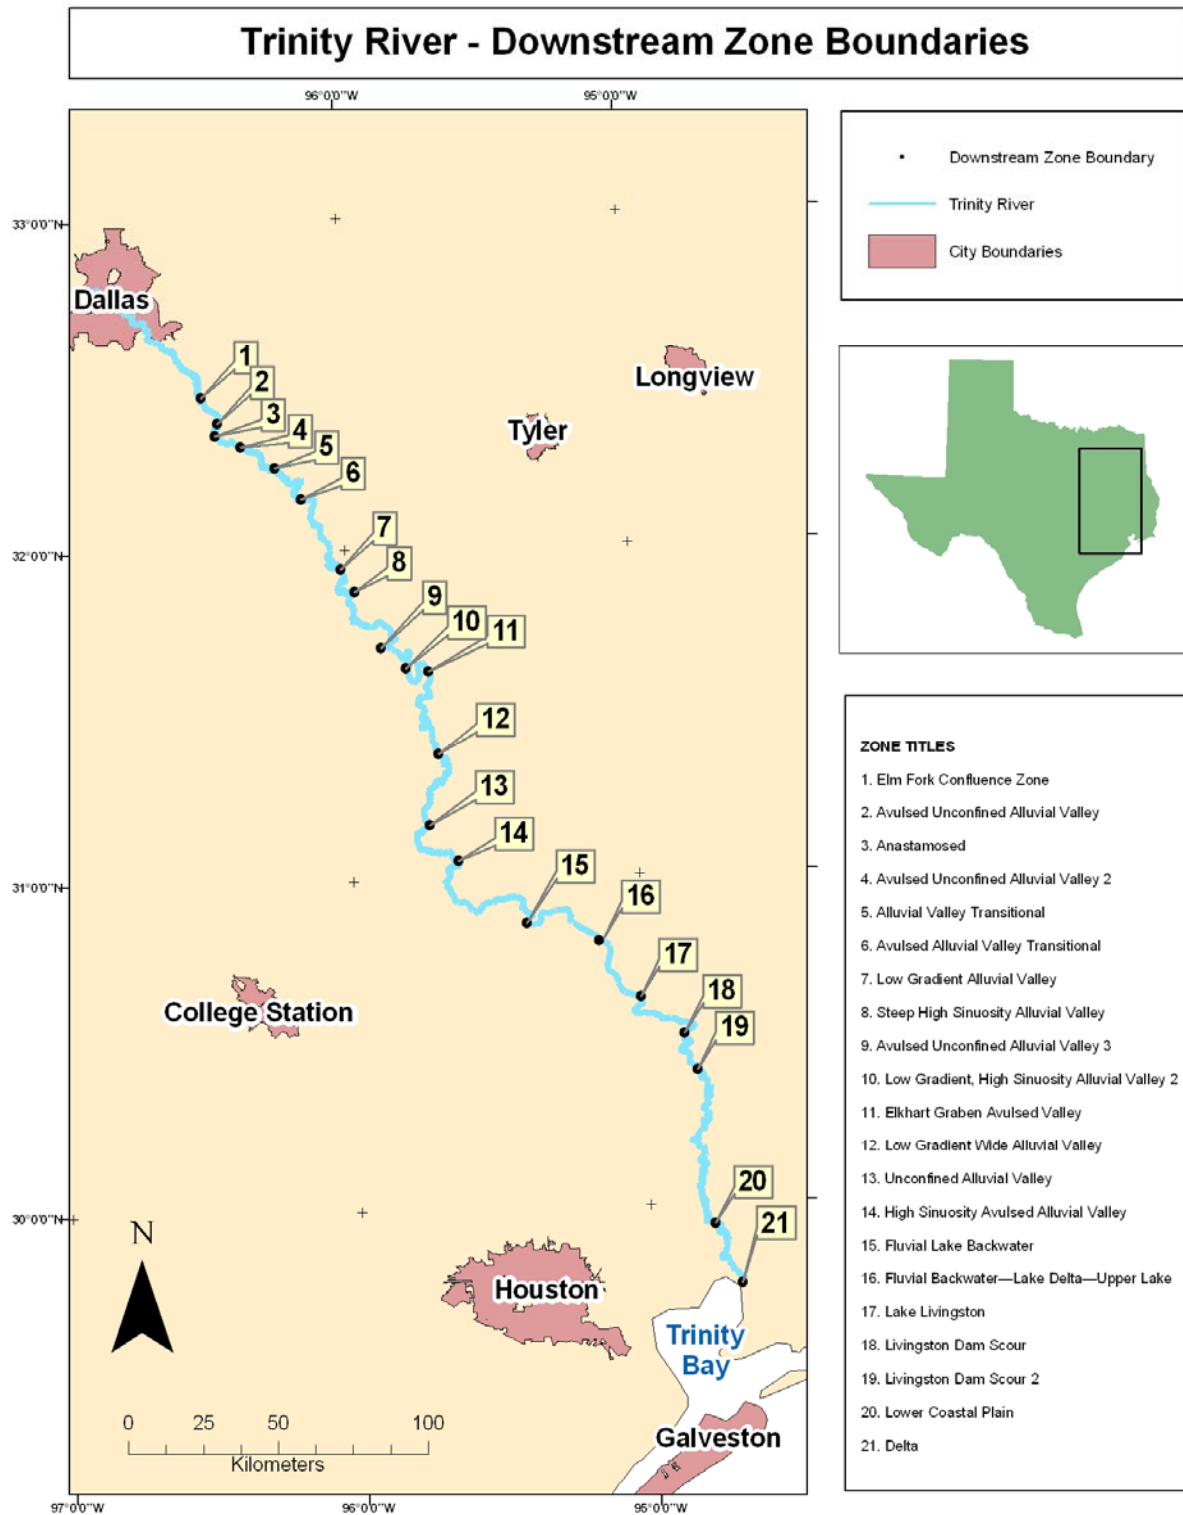 Trinity River - Downstream Zone Boundaries
96°0'0"W
95°0'0"W
33°0'0"N
32°0'0"N
31°0'0"N
30°0'0"N
97°0'0"W
96°0'0"W
95°0'0"W
Dallas
Longview
Tyler
College Station
Houston
Trinity
Bay
Galveston
1
2
3
4
5
6
7
8
9
10
11
12
13
14
15
16
17
18
19
20
21
N
0 25 50 100
Kilometers
Downstream Zone Boundary
Trinity River
City Boundaries
ZONE TITLES
1. Elm Fork Confluence Zone
2. Avulsed Unconfined Alluvial Valley
3. Anastamosed
4. Avulsed Unconfined Alluvial Valley 2
5. Alluvial Valley Transitional
6. Avulsed Alluvial Valley Transitional
7. Low Gradient Alluvial Valley
8. Steep High Sinuosity Alluvial Valley
9. Avulsed Unconfined Alluvial Valley 3
10. Low Gradient, High Sinuosity Alluvial Valley 2
11. Elkhart Graben Avulsed Valley
12. Low Gradient Wide Alluvial Valley
13. Unconfined Alluvial Valley
14. High Sinuosity Avulsed Alluvial Valley
15. Fluvial Lake Backwater
16. Fluvial Backwater—Lake Delta—Upper Lake
17. Lake Livingston
18. Livingston Dam Scour
19. Livingston Dam Scour 2
20. Lower Coastal Plain
21. Delta